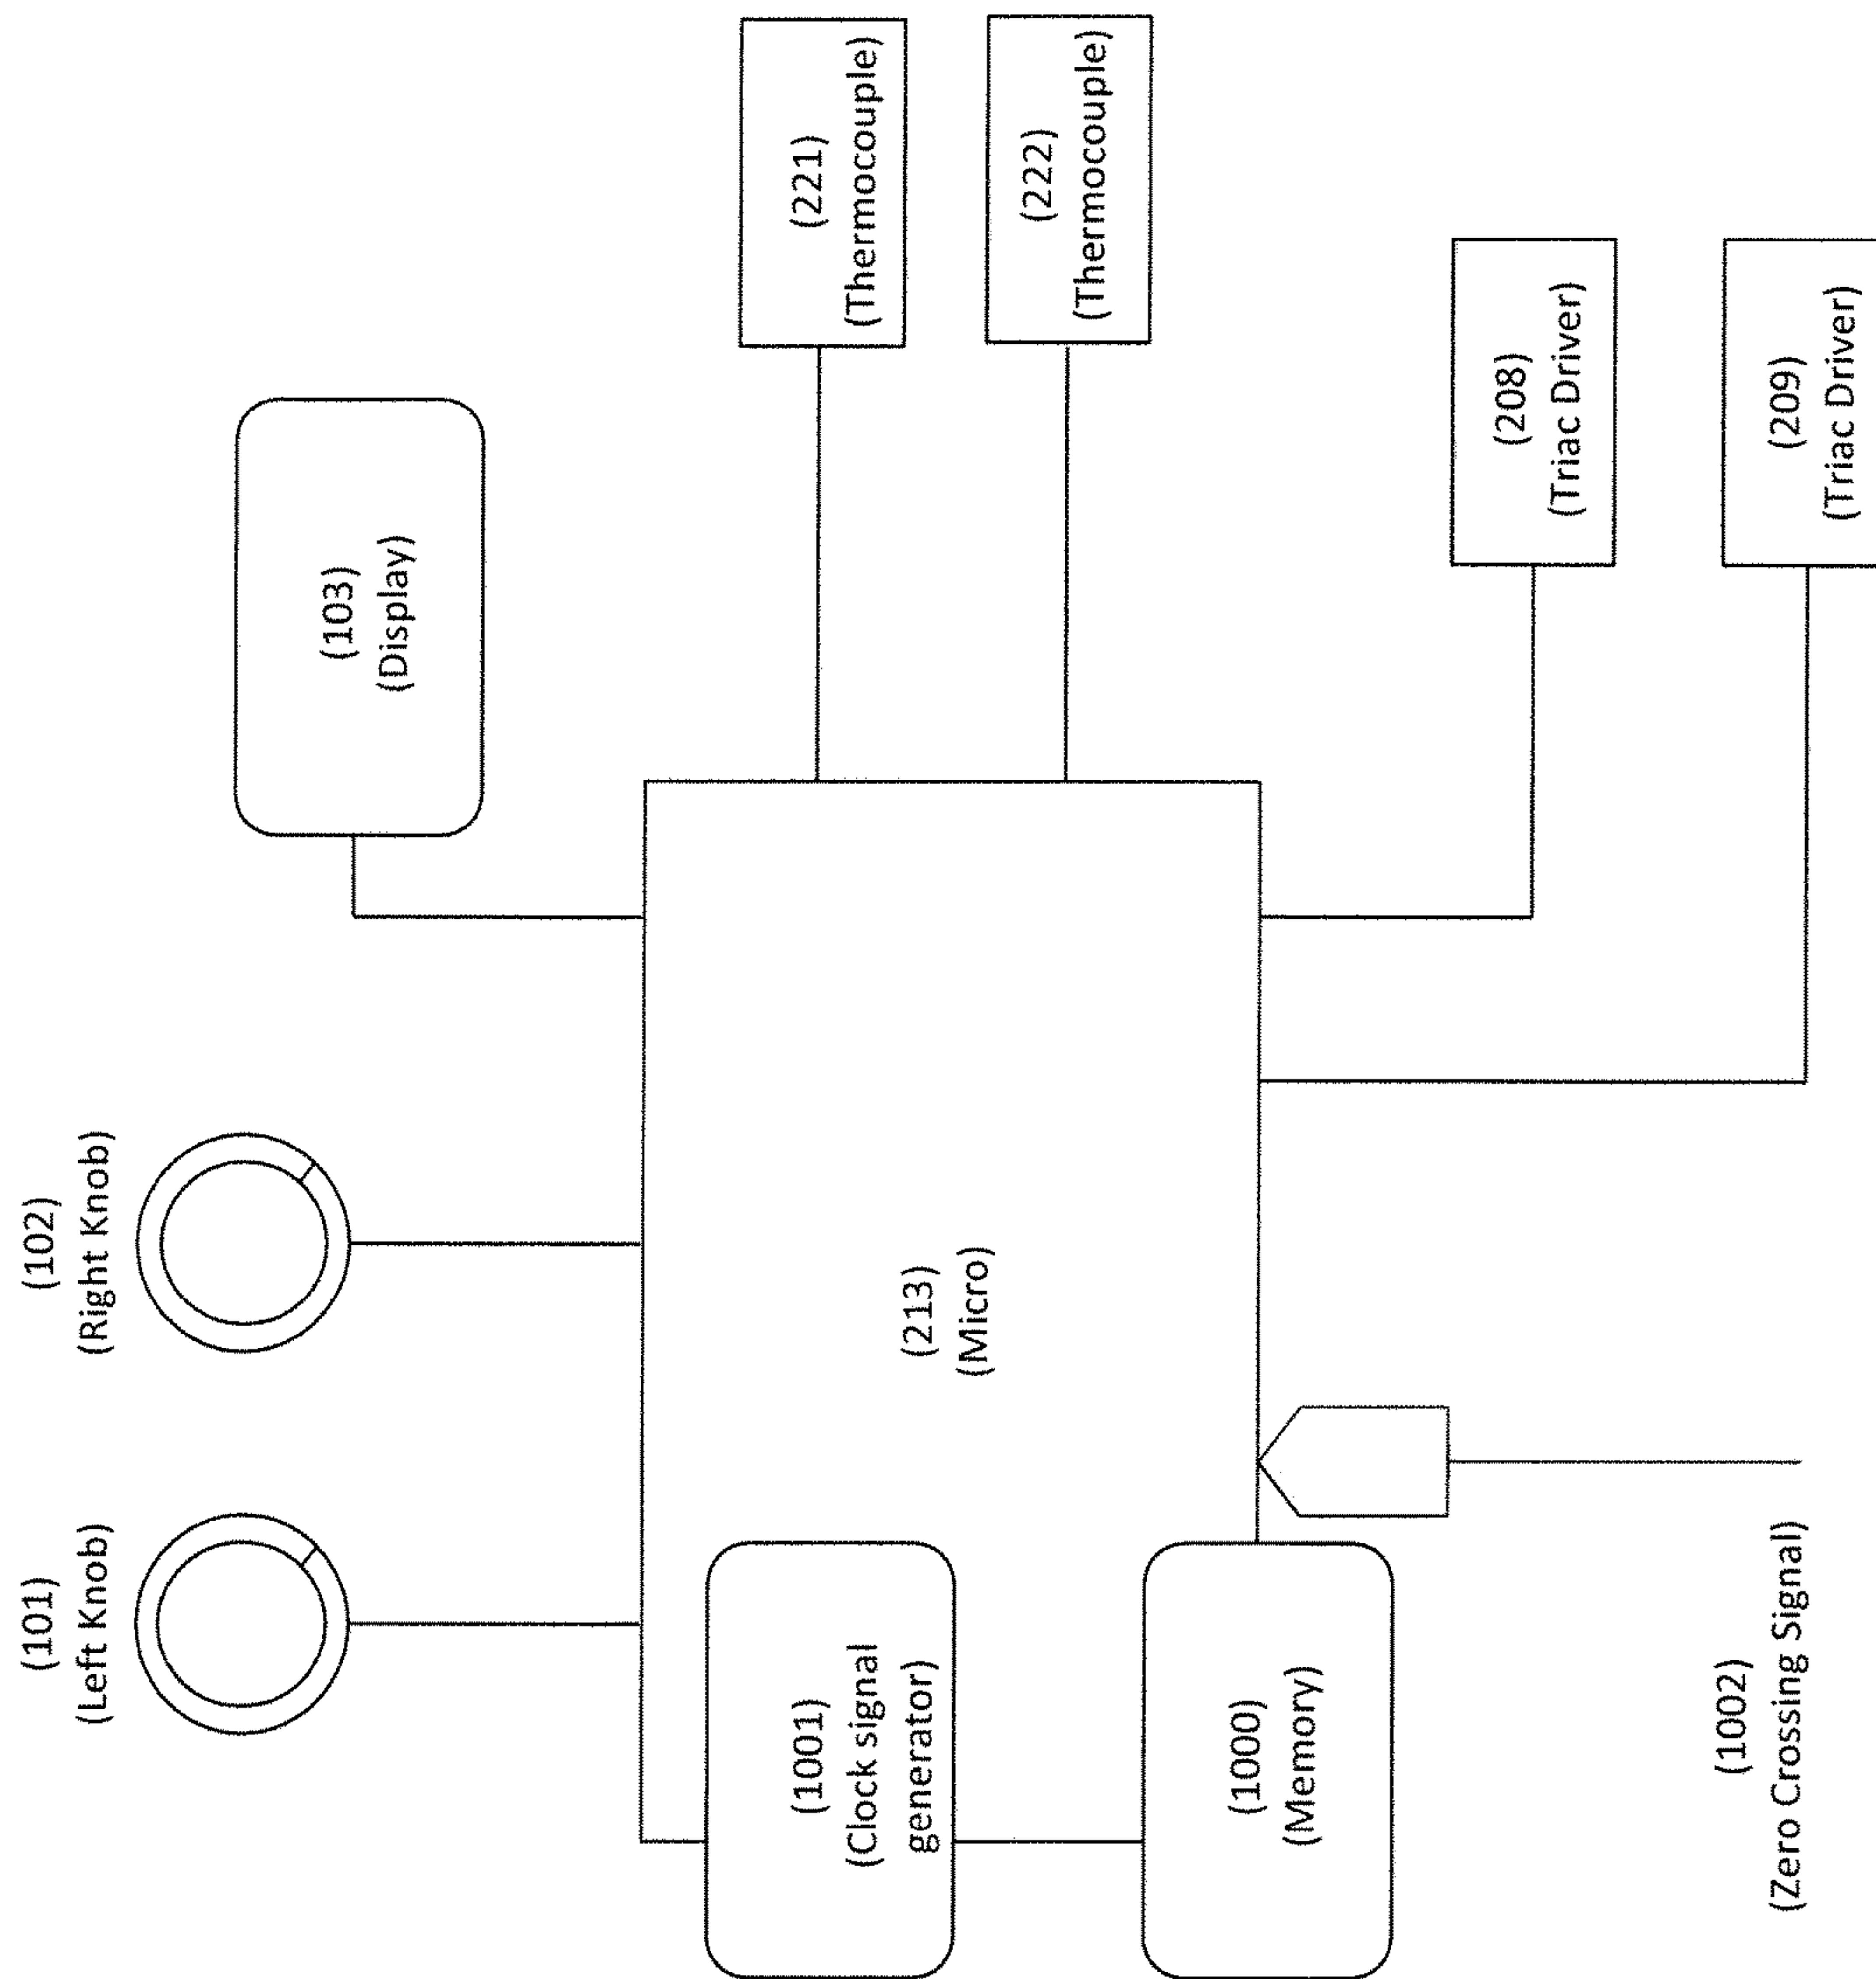 (101)
(Left Knob)
(102)
(Right Knob)
(103)
(Display)
(1001)
(Clock signal
generator)
(213)
(Micro)
(221)
(Thermocouple)
(222)
(Thermocouple)
(1000)
(Memory)
(208)
(Triac Driver)
(1002)
(Zero Crossing Signal)
(209)
(Triac Driver)